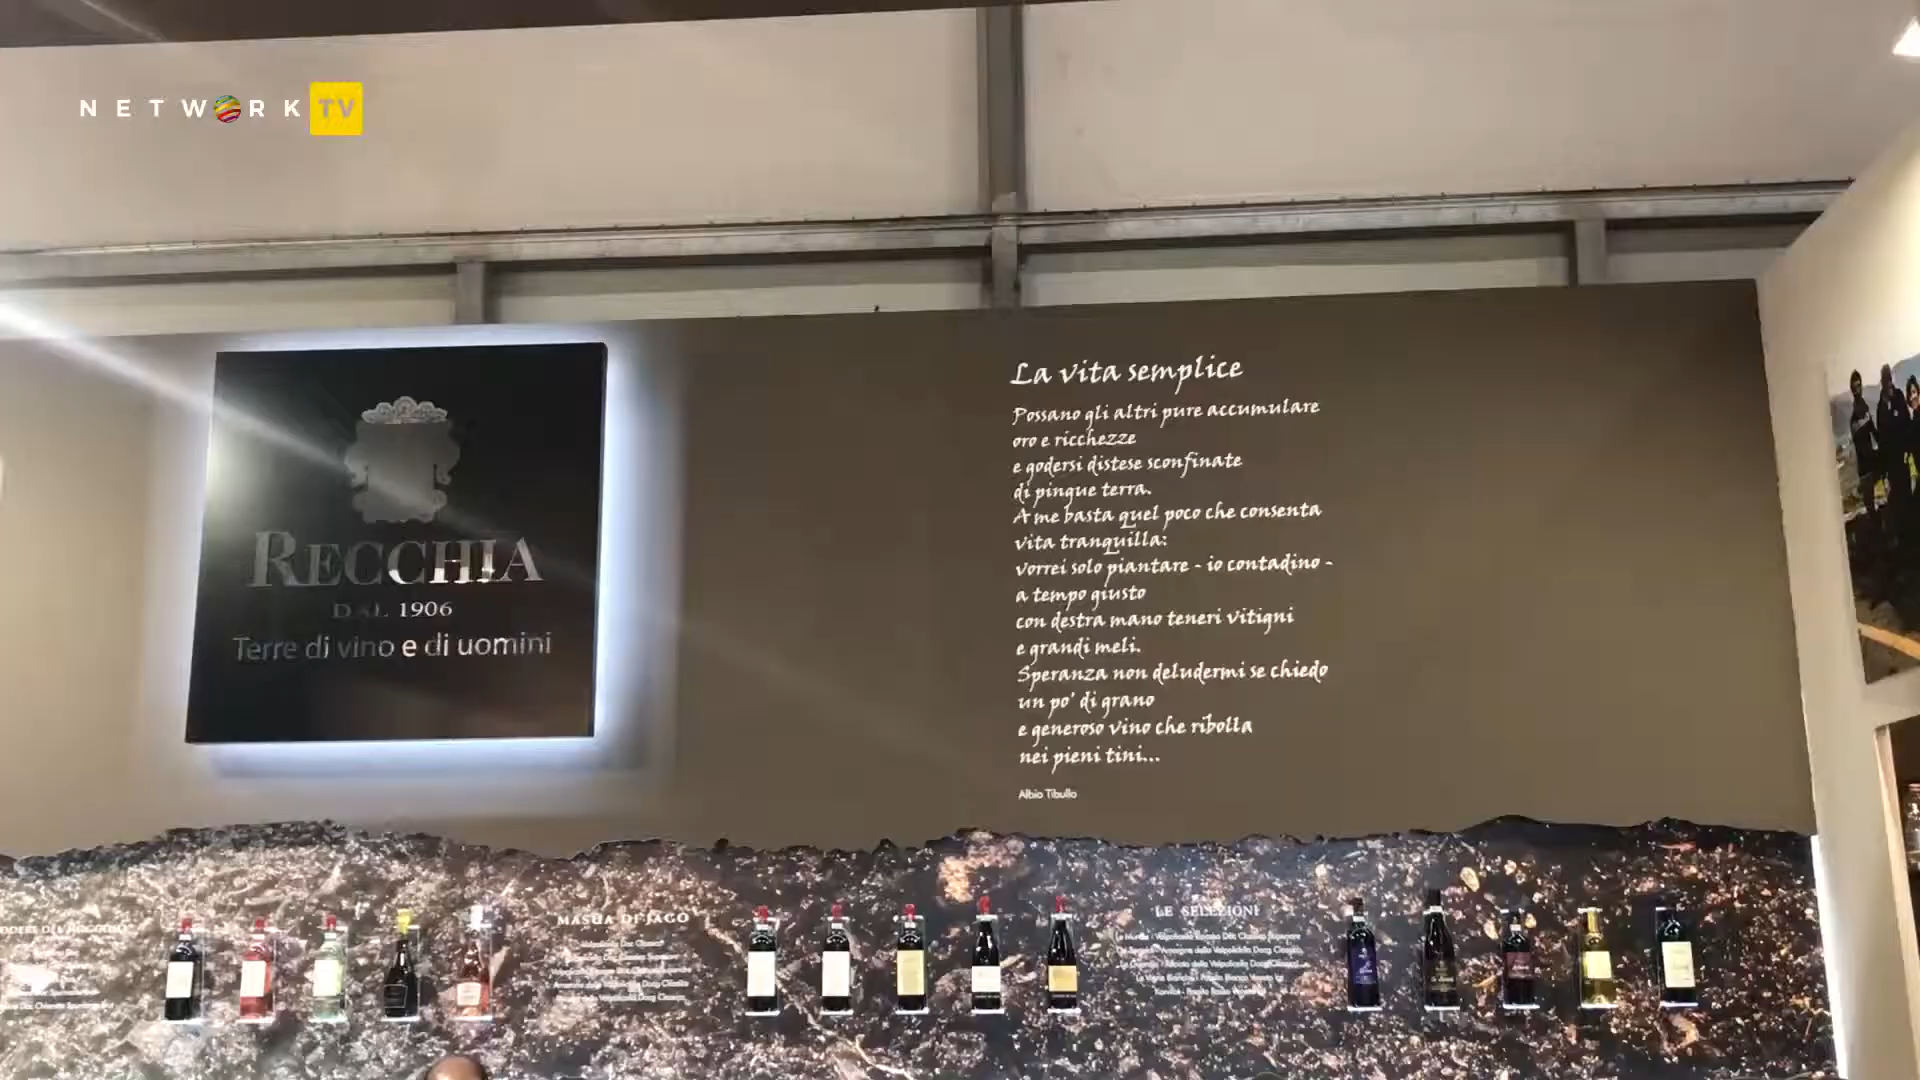 NETWORK TV
RECCHIA
DAL 1906
Terre di vino e di uomini
La vita semplice
Possano gli altri pure accumulare
oro e ricchezze
e godersi distese sconfinate
di pingue terra.
A me basta quel poco che consenta
vita tranquilla:
vorrei solo piantare - io contadino -
a tempo giusto
con destra mano teneri vitigni
e grandi meli.
Speranza non deludermi se chiedo
un po' di grano
e generoso vino che ribolla
nei pieni tini...
Albio Tibullo
MASUA DI JAGO
LE SELEZIONI